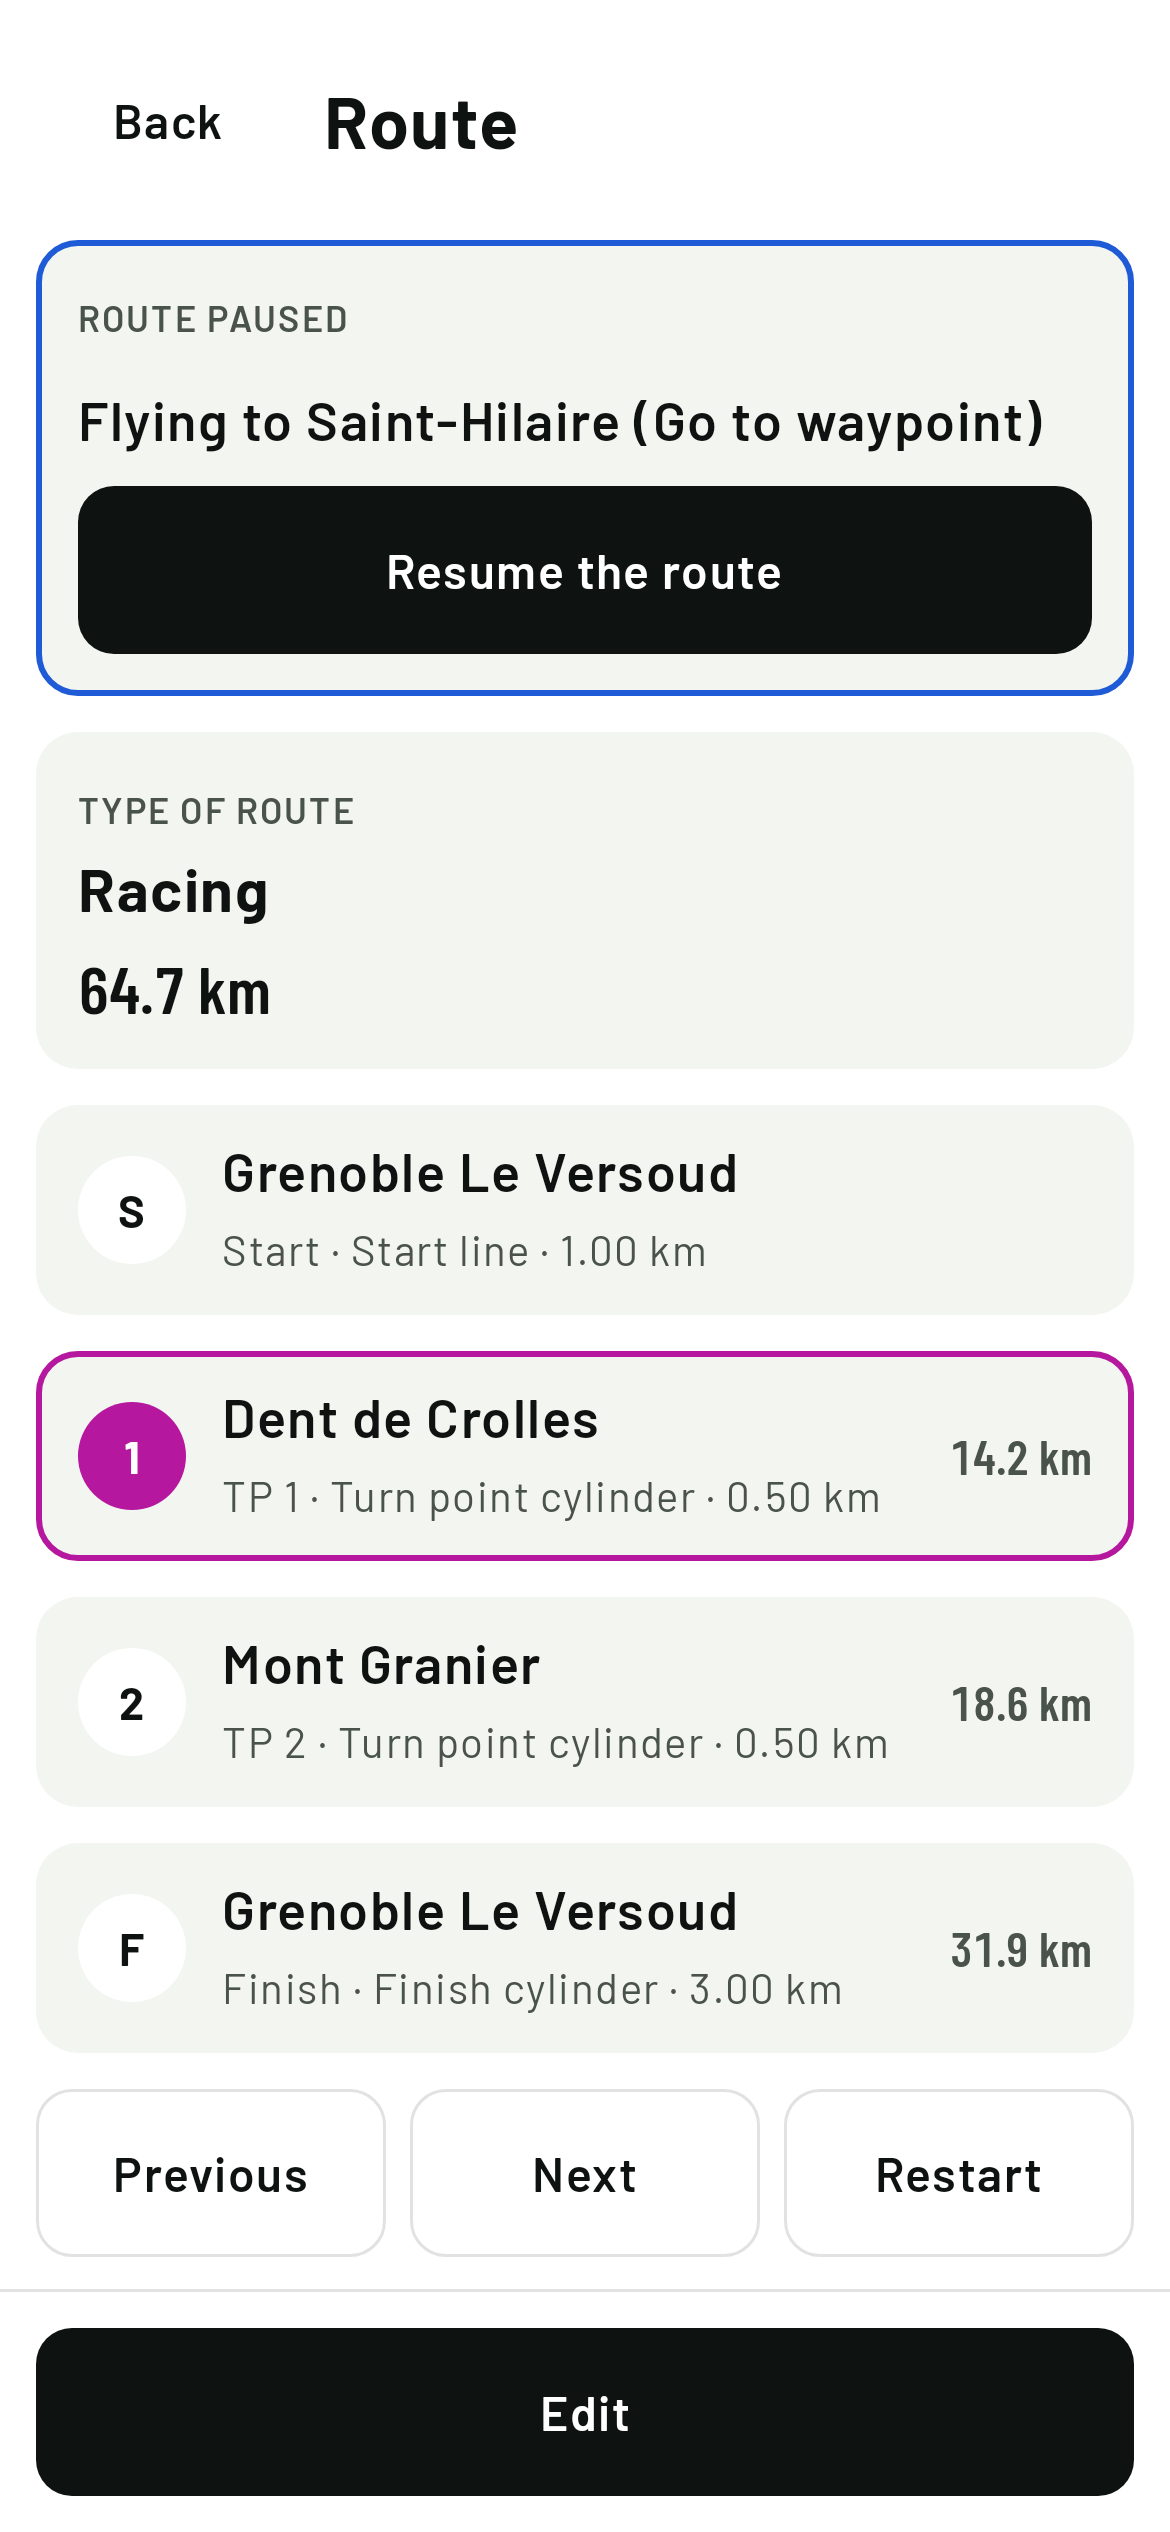 Back
Route
ROUTE PAUSED
Flying to Saint-Hilaire (Go to waypoint)
Resume the route
TYPE OF ROUTE
Racing
64.7 km
S
Grenoble Le Versoud
Start · Start line · 1.00 km
1
Dent de Crolles
TP 1 · Turn point cylinder · 0.50 km
14.2 km
2
Mont Granier
TP 2 · Turn point cylinder · 0.50 km
18.6 km
F
Grenoble Le Versoud
Finish · Finish cylinder · 3.00 km
31.9 km
Previous
Next
Restart
Edit